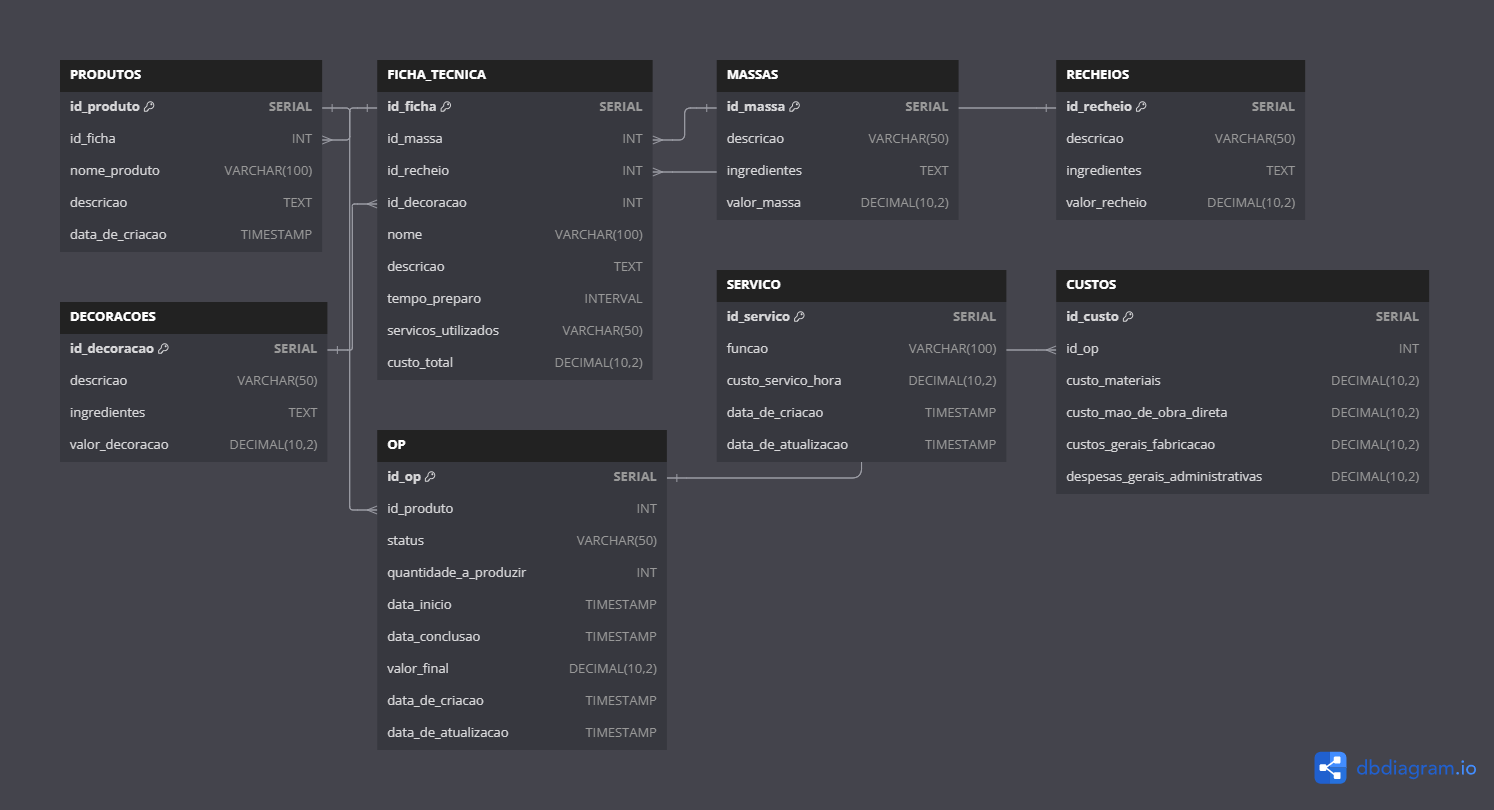 PRODUTOS
id_produto SERIAL
id_ficha INT
nome_produto VARCHAR(100)
descricao TEXT
data_de_criacao TIMESTAMP
FICHA_TECNICA
id_ficha SERIAL
id_massa INT
id_recheio INT
id_decoracao INT
nome VARCHAR(100)
descricao TEXT
tempo_preparo INTERVAL
servicos_utilizados VARCHAR(50)
custo_total DECIMAL(10,2)
MASSAS
id_massa SERIAL
descricao VARCHAR(50)
ingredientes TEXT
valor_massa DECIMAL(10,2)
RECHEIOS
id_recheio SERIAL
descricao VARCHAR(50)
ingredientes TEXT
valor_recheio DECIMAL(10,2)
DECORACOES
id_decoracao SERIAL
descricao VARCHAR(50)
ingredientes TEXT
valor_decoracao DECIMAL(10,2)
SERVICO
id_servico SERIAL
funcao VARCHAR(100)
custo_servico_hora DECIMAL(10,2)
data_de_criacao TIMESTAMP
data_de_atualizacao TIMESTAMP
CUSTOS
id_custo SERIAL
id_op INT
custo_materiais DECIMAL(10,2)
custo_mao_de_obra_direta DECIMAL(10,2)
custos_gerais_fabricacao DECIMAL(10,2)
despesas_gerais_administrativas DECIMAL(10,2)
OP
id_op SERIAL
id_produto INT
status VARCHAR(50)
quantidade_a_produzir INT
data_inicio TIMESTAMP
data_conclusao TIMESTAMP
valor_final DECIMAL(10,2)
data_de_criacao TIMESTAMP
data_de_atualizacao TIMESTAMP
dbdiagram.io